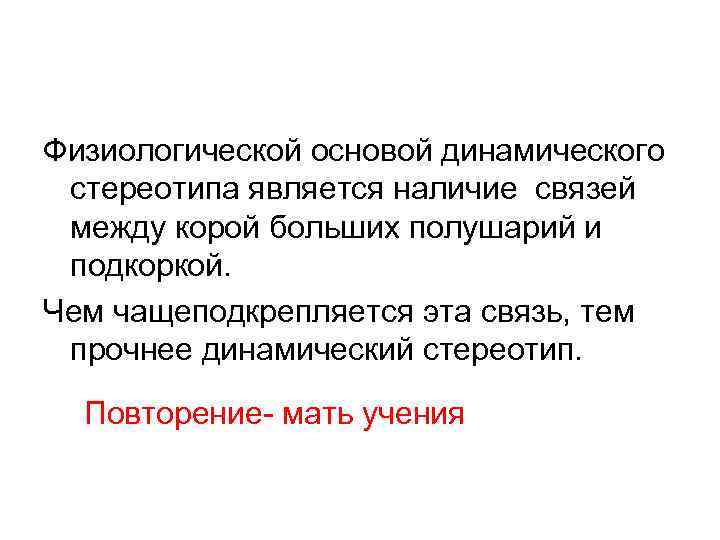 Физиологической основой динамического
стереотипа является наличие связей
между корой больших полушарий и
подкоркой.
Чем чащеподкрепляется эта связь, тем
прочнее динамический стереотип.
Повторение- мать учения